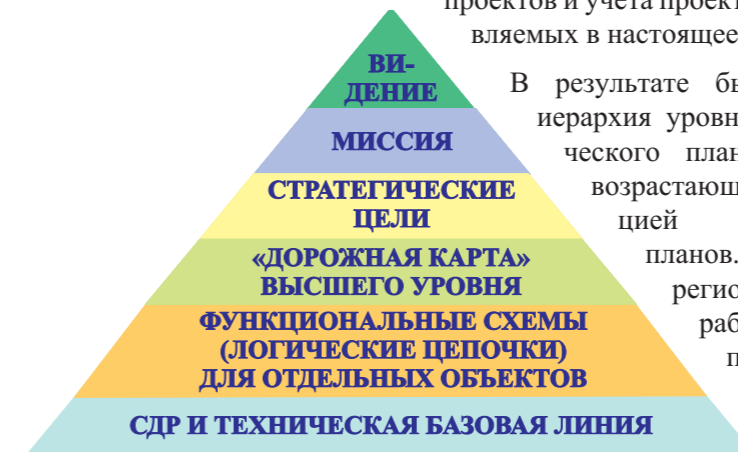 проектов и учета проект
вляемых в настоящее
В результате бы
иерархия уровн
ческого план
возрастающ
цией
планов.
регио
раб
п
ВИ-
ДЕНИЕ
МИССИЯ
СТРАТЕГИЧЕСКИЕ
ЦЕЛИ
«ДОРОЖНАЯ КАРТА»
ВЫСШЕГО УРОВНЯ
ФУНКЦИОНАЛЬНЫЕ СХЕМЫ
(ЛОГИЧЕСКИЕ ЦЕПОЧКИ)
ДЛЯ ОТДЕЛЬНЫХ ОБЪЕКТОВ
СДР И ТЕХНИЧЕСКАЯ БАЗОВАЯ ЛИНИЯ